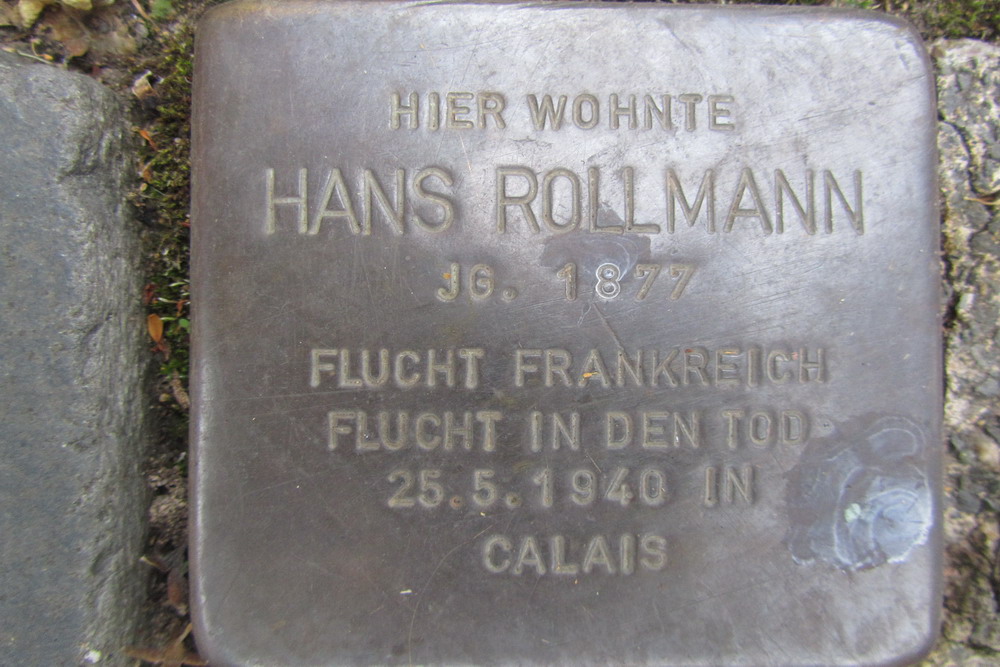 HIER WOHNTE
HANS ROLLMANN
JG. 1877
FLUCHT FRANKREICH
FLUCHT IN DEN TOD
25.5.1940 IN
CALAIS